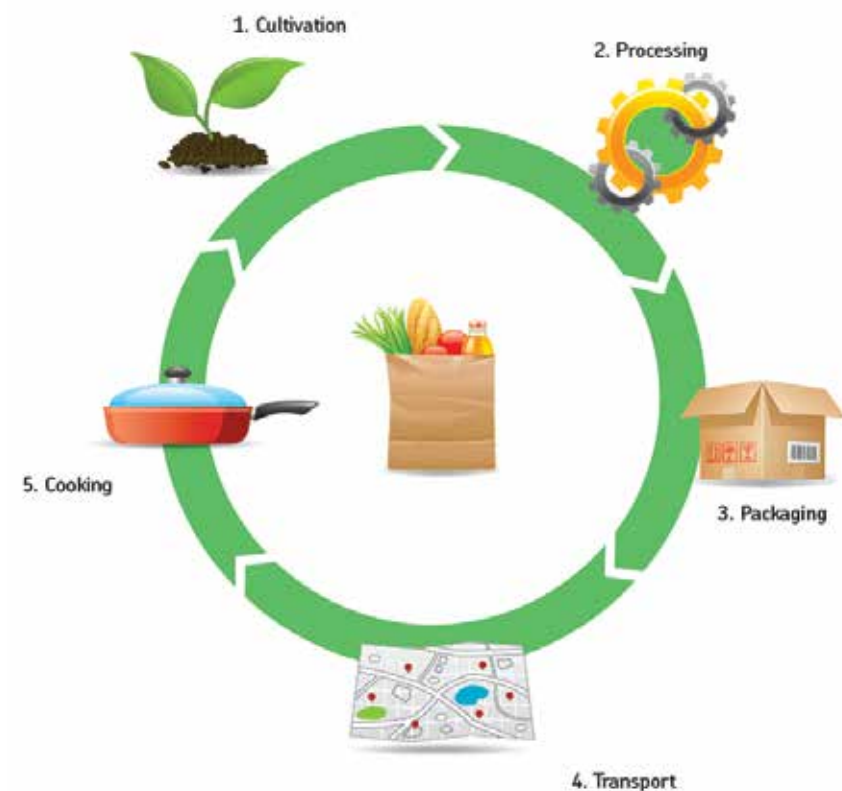 1. Cultivation
2. Processing
3. Packaging
4. Transport
5. Cooking